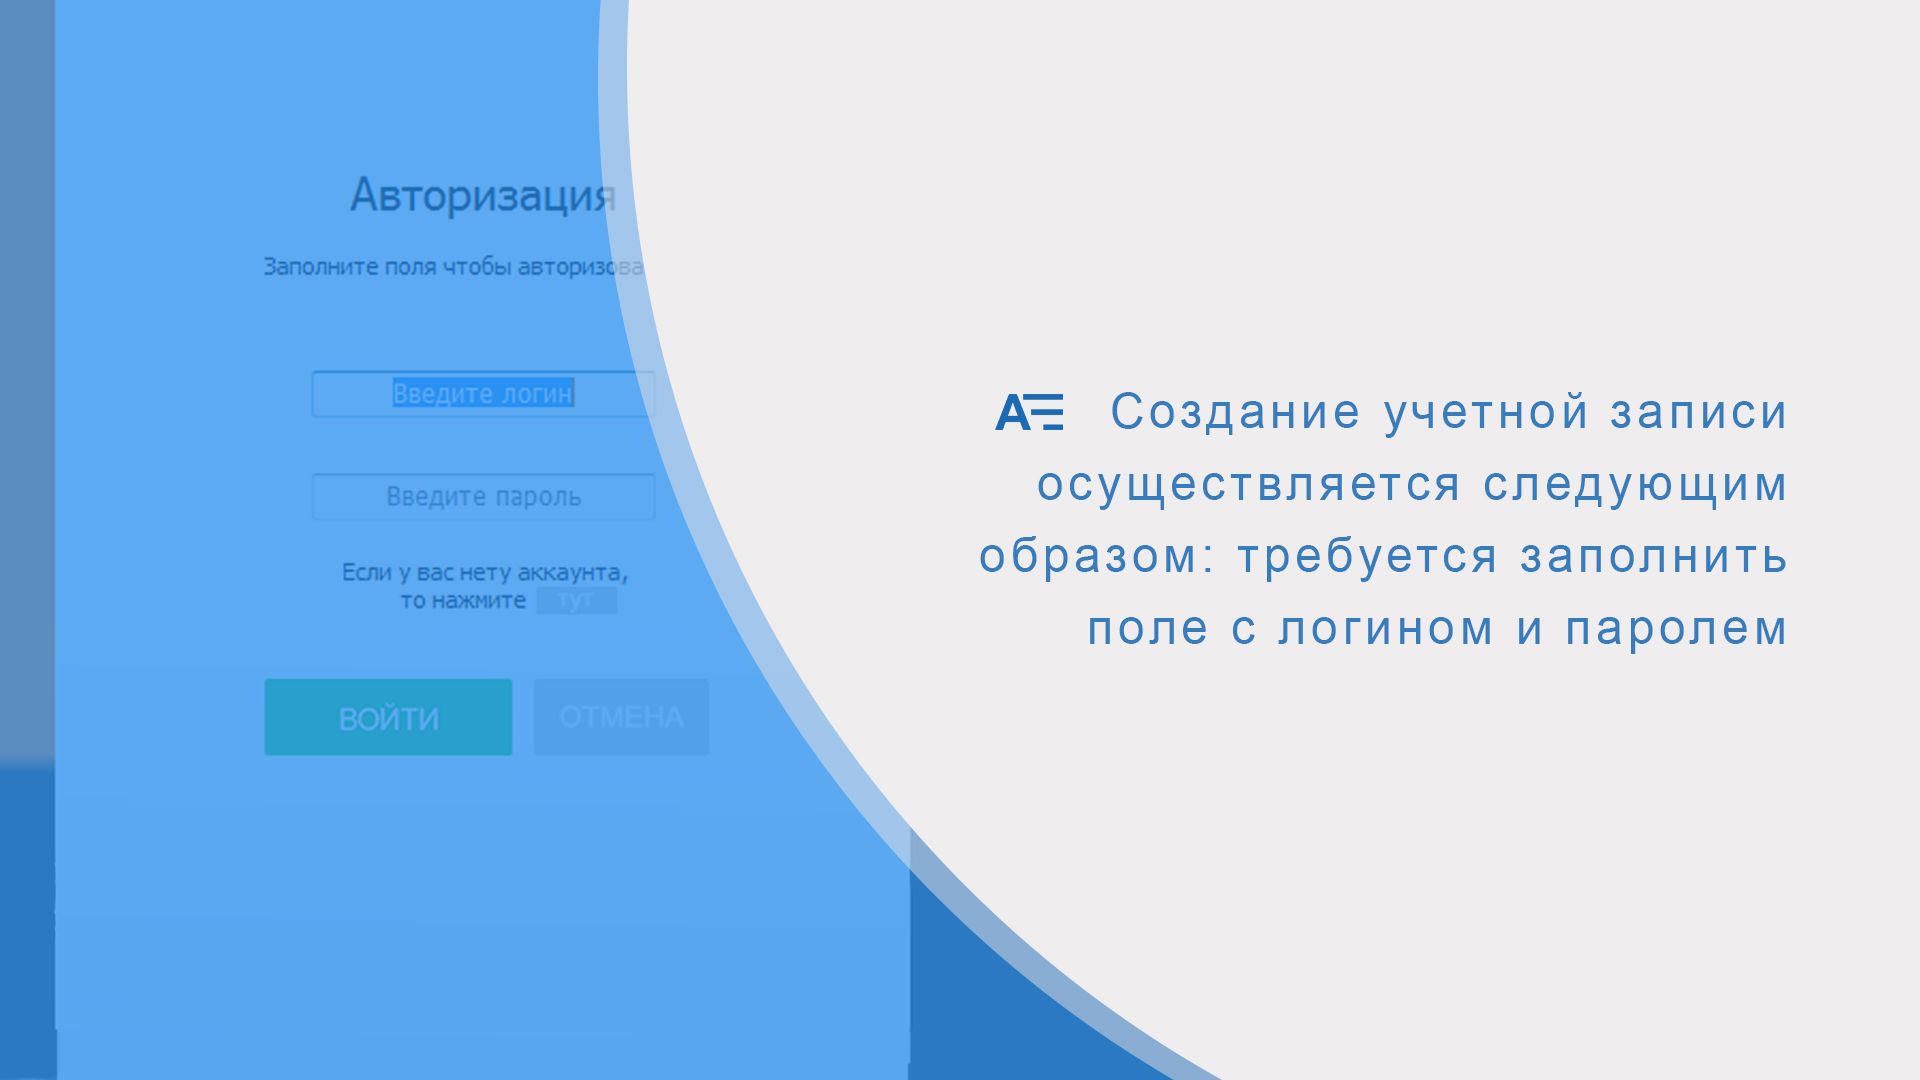 Авторизация
Заполните поля чтобы
Введите логин
Введите пароль
Если у вас нету аккаунта,
то нажмите тут
ВОЙТИ
ОТМЕНА
Создание учетной записи
осуществляется следующим
образом: требуется заполнить
поле с логином и паролем